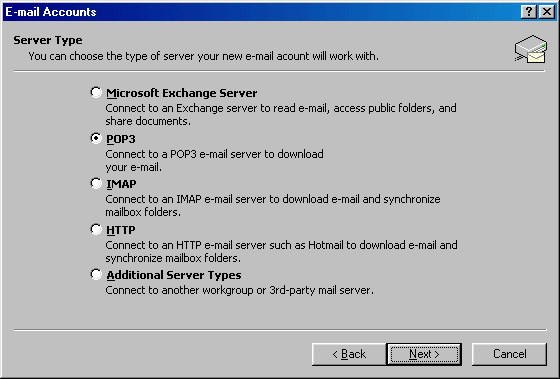 E-mail Accounts
Server Type
You can choose the type of server your new e-mail acount will work with.
Microsoft Exchange Server
Connect to an Exchange server to read e-mail, access public folders, and
share documents.
POP3
Connect to a POP3 e-mail server to download
your e-mail.
IMAP
Connect to an IMAP e-mail server to download e-mail and synchronize
mailbox folders.
HTTP
Connect to an HTTP e-mail server such as Hotmail to download e-mail and
synchronize mailbox folders.
Additional Server Types
Connect to another workgroup or 3rd-party mail server.
< Back Next > Cancel